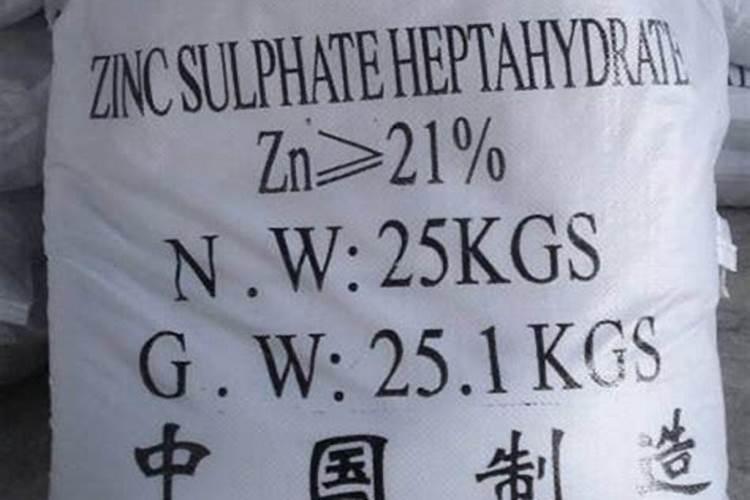 ZINC SULPHATE HEPTAHYDRATE
Zn⩾21%
N.W:25KGS
G.W:25.1KGS
中国制造